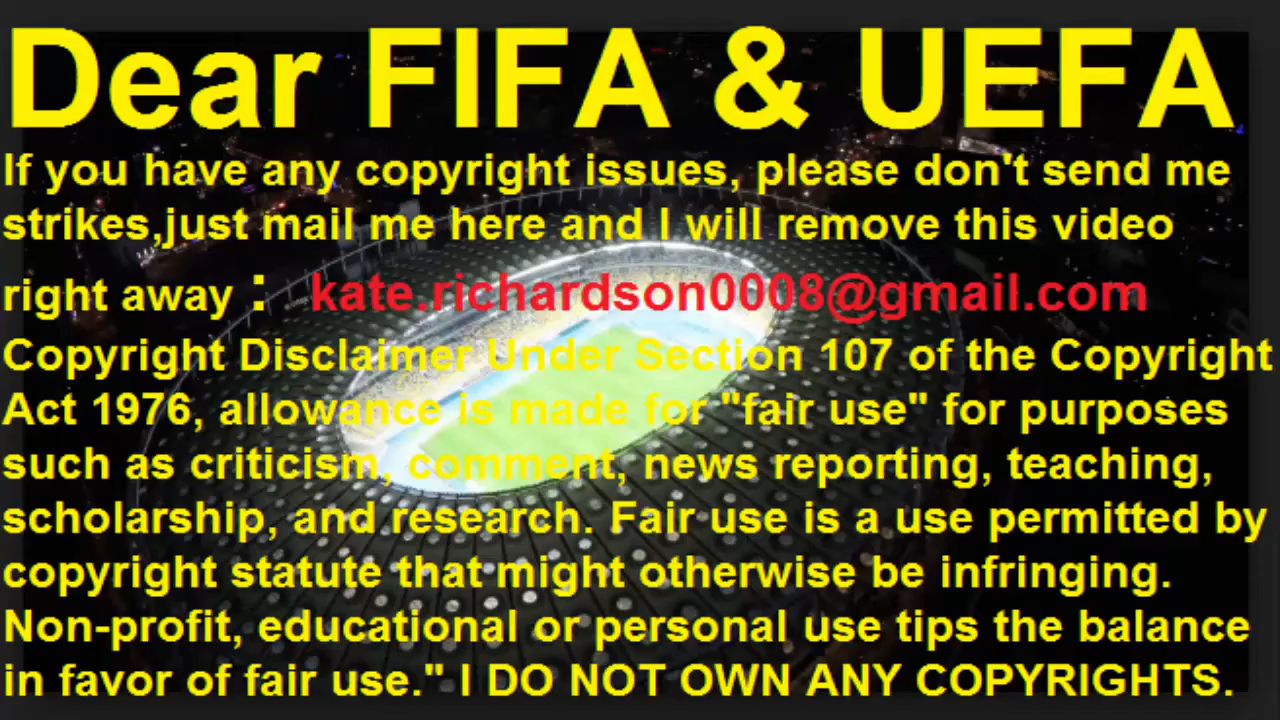 Dear FIFA & UEFA
If you have any copyright issues, please don't send me
strikes,just mail me here and I will remove this video
right away : kate.richardson0008@gmail.com
Copyright Disclaimer Under Section 107 of the Copyright
Act 1976, allowance is made for "fair use" for purposes
such as criticism, comment, news reporting, teaching,
scholarship, and research. Fair use is a use permitted by
copyright statute that might otherwise be infringing.
Non-profit, educational or personal use tips the balance
in favor of fair use." I DO NOT OWN ANY COPYRIGHTS.